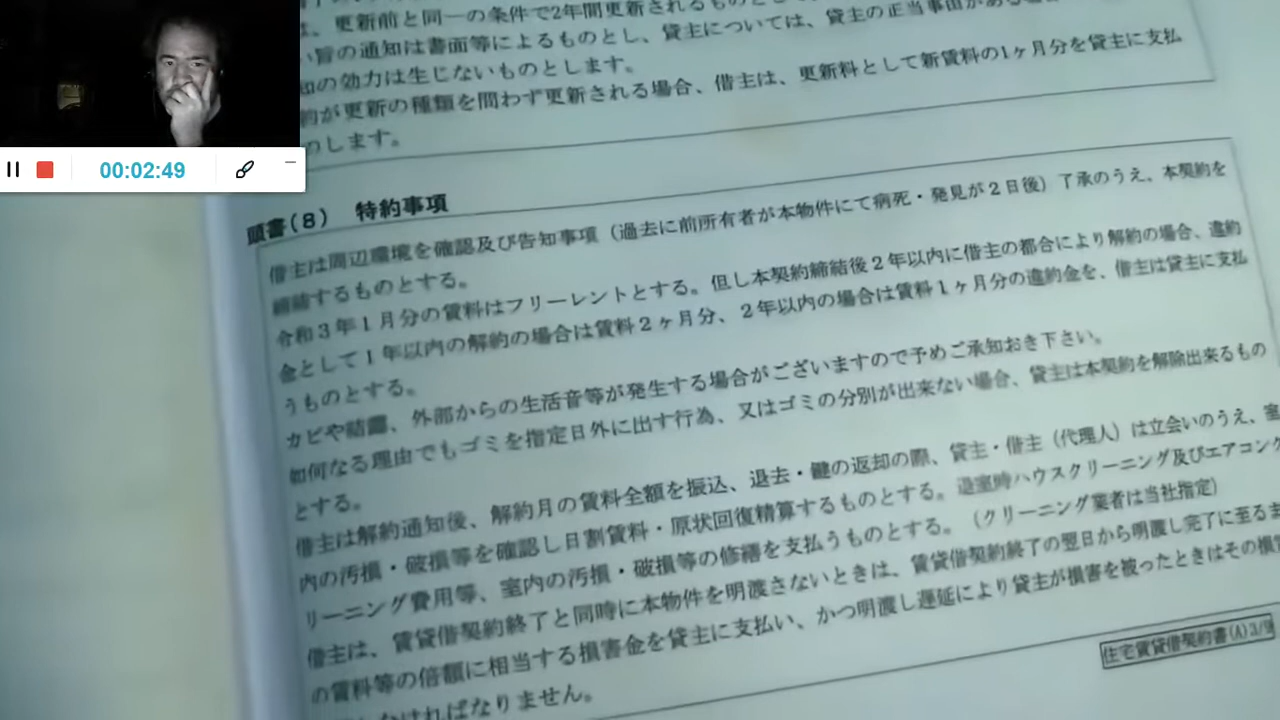 00:02:49
は、更新前と同一の条件で2年間更新されるものとし
い旨の通知は書面等によるものとし、貸主については、貸主の正当事由がある場合
知の効力は生じないものとします。
約が更新の種類を問わず更新される場合、借主は、更新料として新賃料の1ヶ月分を貸主に支払
のします。
頭書(8) 特約事項
借主は周辺環境を確認及び告知事項(過去に前所有者が本物件にて病死・発見が2日後)了承のうえ、本契約を
締結するものとする。
令和3年1月分の賃料はフリーレントとする。但し本契約締結後2年以内に借主の都合により解約の場合、違約
金として1年以内の解約の場合は賃料2ヶ月分、2年以内の場合は賃料1ヶ月分の違約金を、借主は貸主に支払
うものとする。
カビや結露、外部からの生活音等が発生する場合がございますので予めご承知おき下さい。
如何なる理由でもゴミを指定日外に出す行為、又はゴミの分別が出来ない場合、貸主は本契約を解除出来るもの
とする。
借主は解約通知後、解約月の賃料全額を振込、退去・鍵の返却の際、貸主・借主(代理人)は立会いのうえ、室
内の汚損・破損等を確認し日割賃料・原状回復精算するものとする。退室時ハウスクリーニング及びエアコンク
リーニング費用等、室内の汚損・破損等の修繕を支払うものとする。(クリーニング業者は当社指定)
借主は、賃貸借契約終了と同時に本物件を明渡さないときは、賃貸借契約終了の翌日から明渡し完了に至るま
の賃料等の倍額に相当する損害金を貸主に支払い、かつ明渡し遅延により貸主が損害を被ったときはその損害
なければなりません。
住宅賃貸借契約書(A)3/9